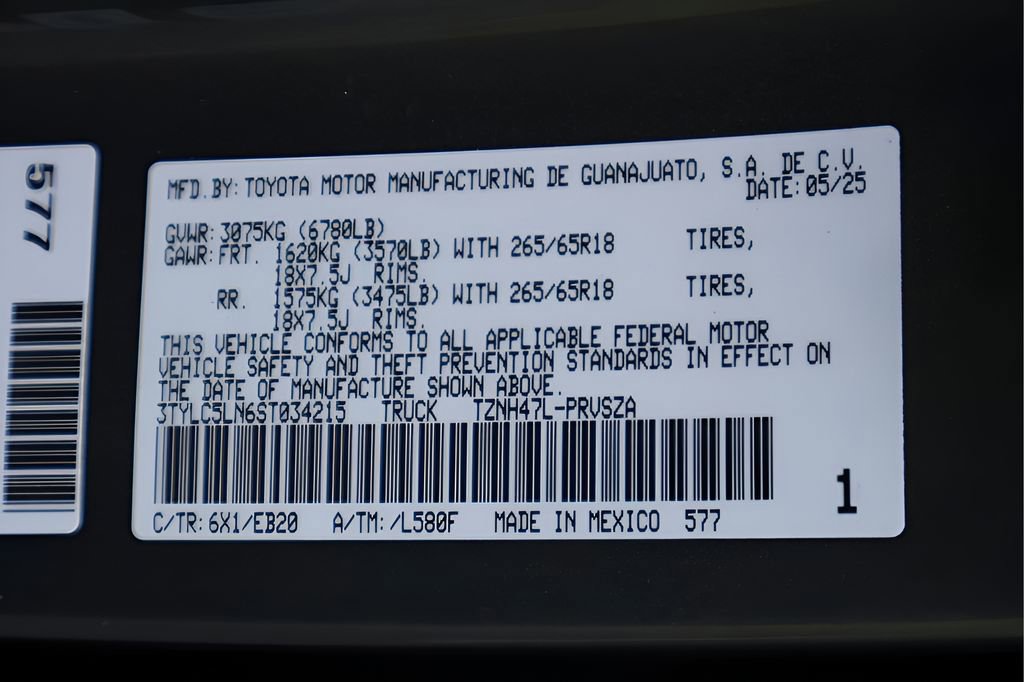 577
MFD.BY: TOYOTA MOTOR MANUFACTURING DE GUANAJUATO, S.A. DE C.V.
DATE: 05/25
GVWR: 3075KG (6780LB)
GAWR: FRT. 1620KG (3570LB) WITH 265/65R18 TIRES,
18X7.5J RIMS.
RR. 1575KG (3475LB) WITH 265/65R18 TIRES,
18X7.5J RIMS.
THIS VEHICLE CONFORMS TO ALL APPLICABLE FEDERAL MOTOR
VEHICLE SAFETY AND THEFT PREVENTION STANDARDS IN EFFECT ON
THE DATE OF MANUFACTURE SHOWN ABOVE.
3TYLC5LN6ST034215 TRUCK TZNH47L-PRVSZA
1
C/TR: 6X1/EB20 A/TM: /L580F MADE IN MEXICO 577